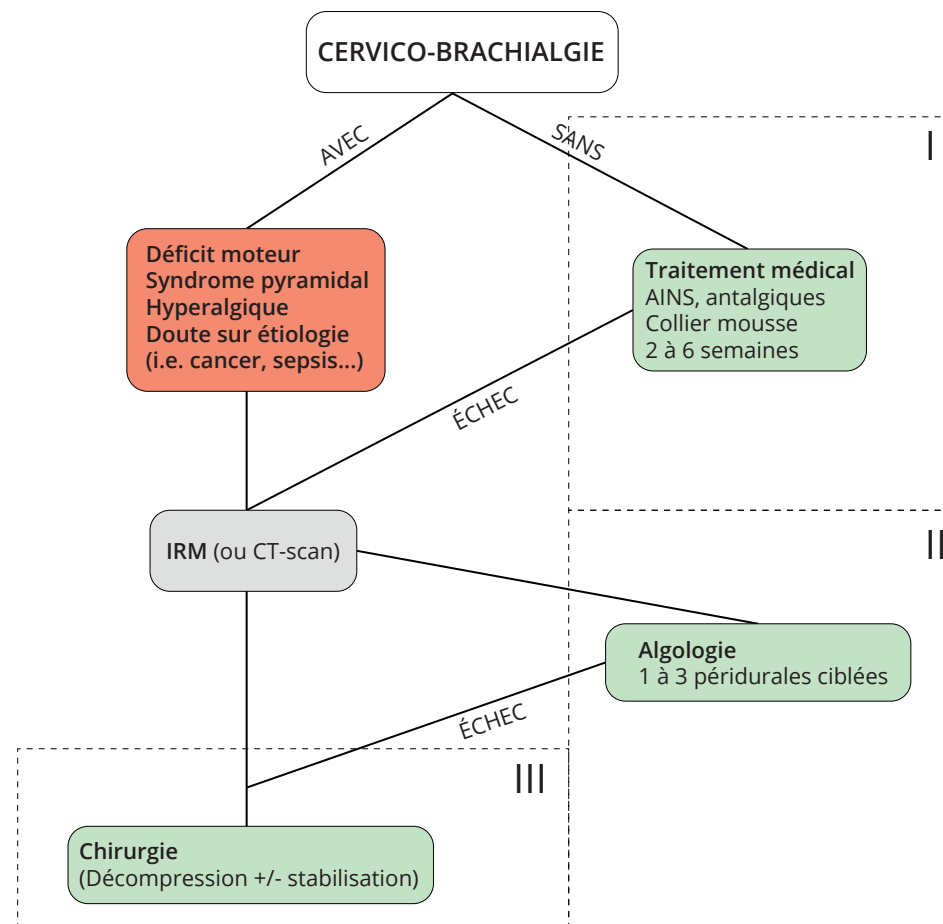 CERVICO-BRACHIALGIE
AVEC
SANS
I
Déficit moteur
Syndrome pyramidal
Hyperalgique
Doute sur étiologie
(i.e. cancer, sepsis...)
Traitement médical
AINS, antalgiques
Collier mousse
2 à 6 semaines
ÉCHEC
IRM (ou CT-scan)
II
Algologie
1 à 3 péridurales ciblées
ÉCHEC
III
Chirurgie
(Décompression +/- stabilisation)